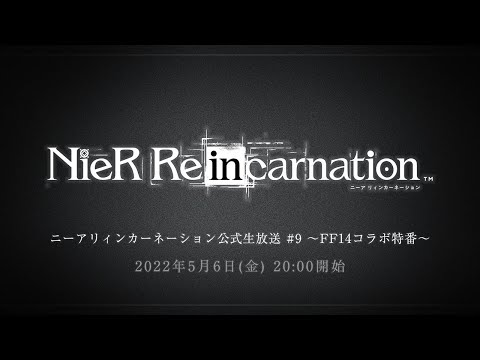 NieR Re[in]carnation™
ニーア リィンカーネーション
ニーアリィンカーネーション公式生放送 #9 ～FF14コラボ特番～
2022年5月6日(金) 20:00開始